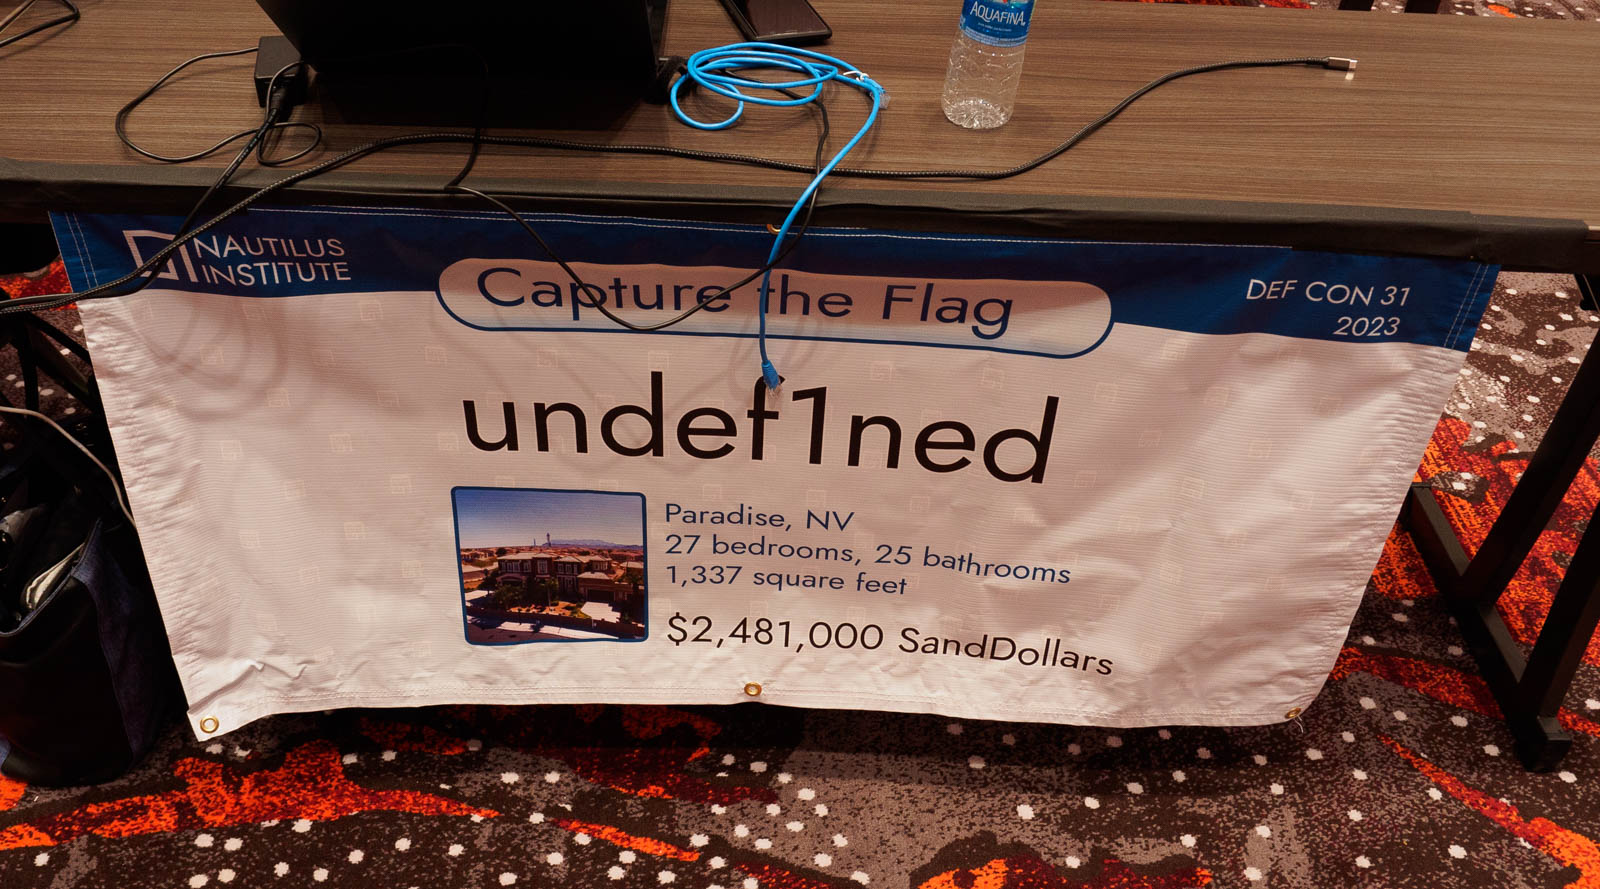 AQUAFINA
NAUTILUS
INSTITUTE
Capture the Flag
DEF CON 31
2023
undef1ned
Paradise, NV
27 bedrooms, 25 bathrooms
1,337 square feet
$2,481,000 SandDollars